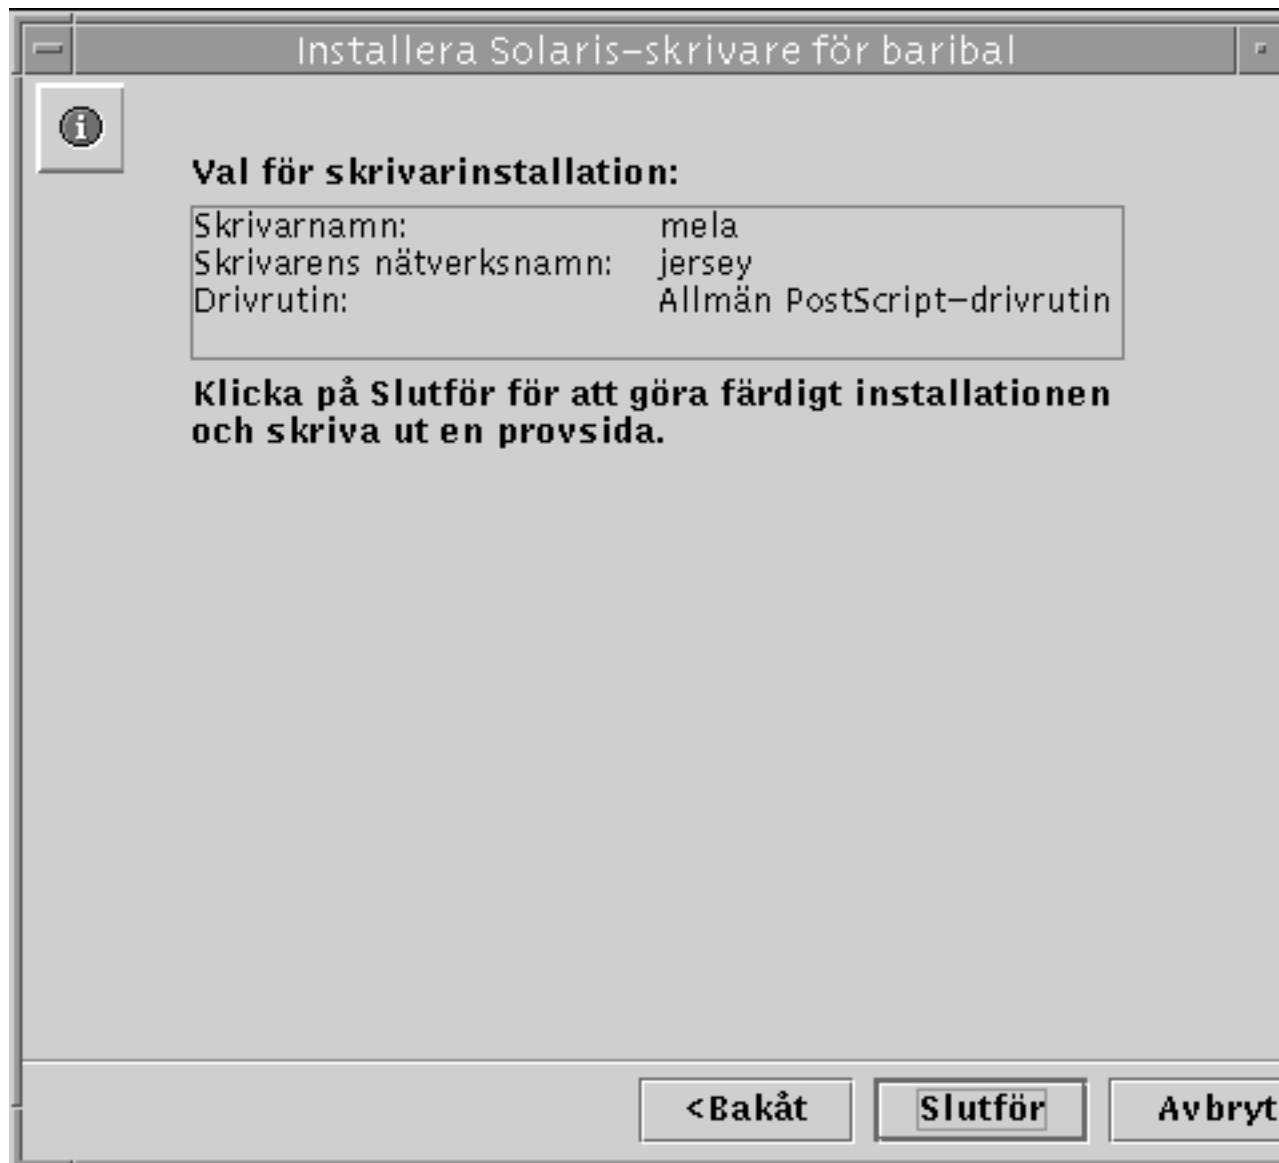 Installera Solaris–skrivare för baribal
Val för skrivarinstallation:
Skrivarnamn: mela
Skrivarens nätverksnamn: jersey
Drivrutin: Allmän PostScript–drivrutin
Klicka på Slutför för att göra färdigt installationen
och skriva ut en provsida.
<Bakåt Slutför Avbryt